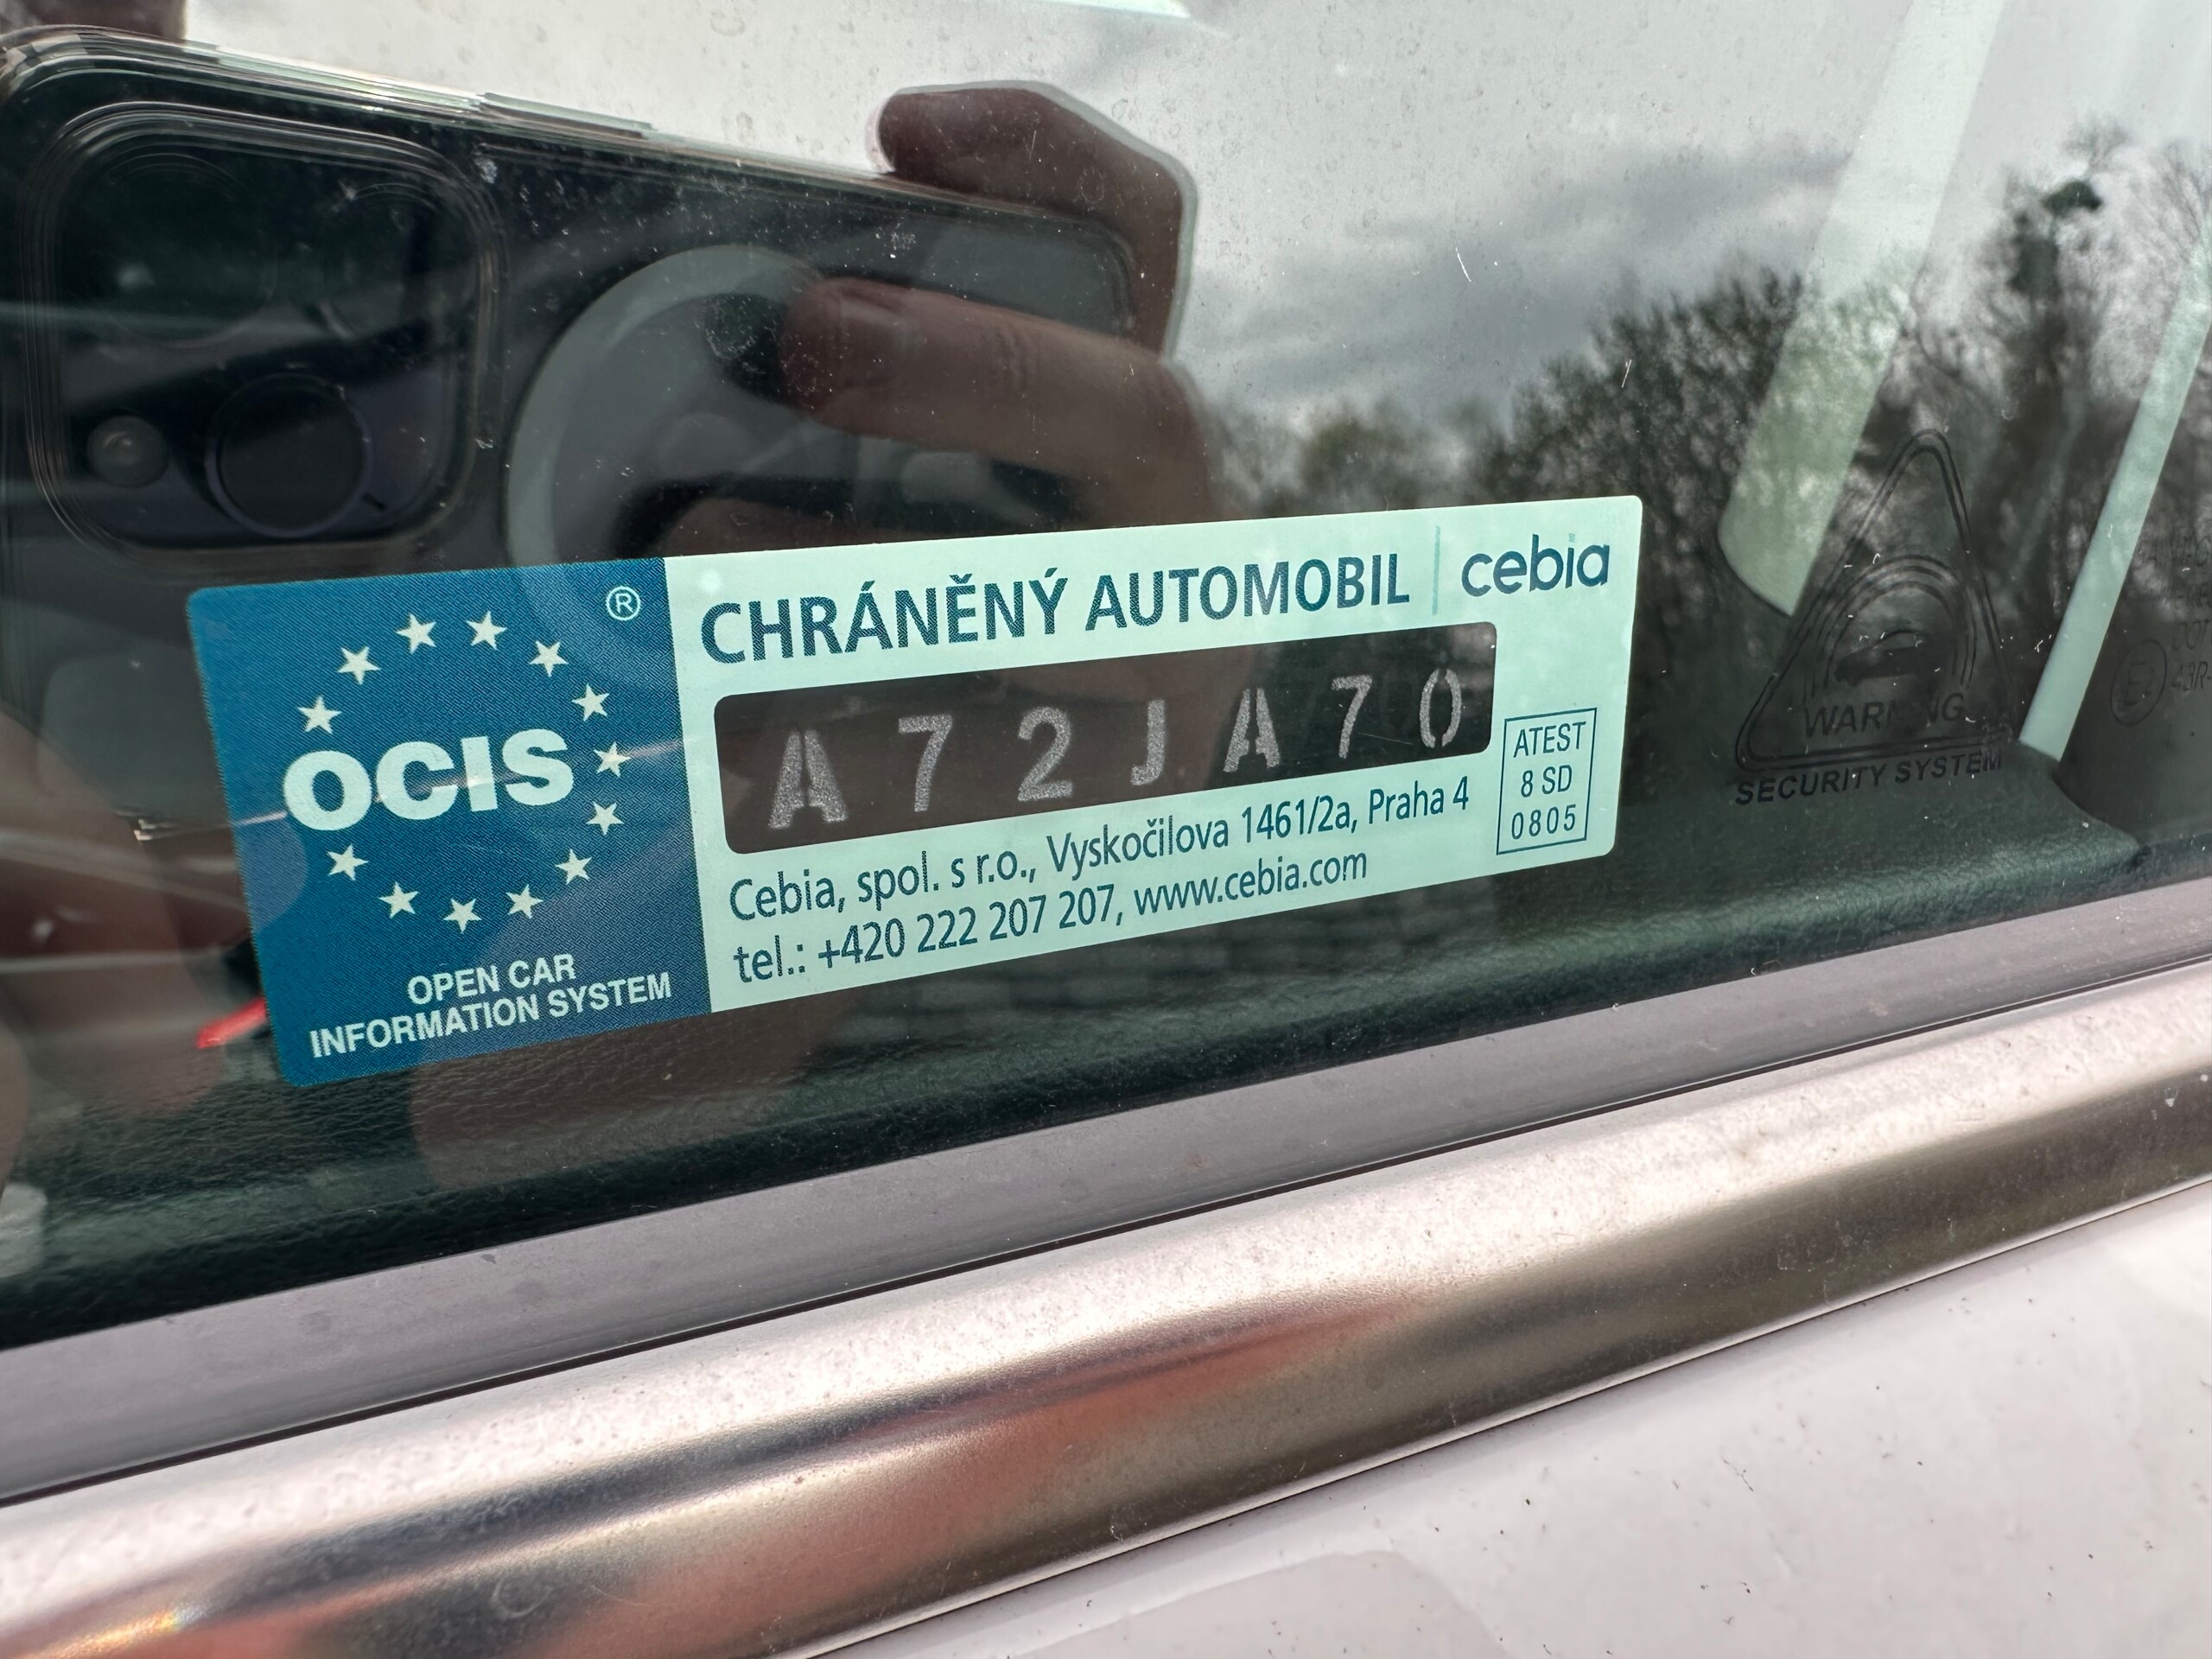 ®
OCIS
OPEN CAR
INFORMATION SYSTEM
CHRÁNĚNÝ AUTOMOBIL | cebia
A72JA70
Cebia, spol. s r.o., Vyskočilova 1461/2a, Praha 4
tel.: +420 222 207 207, www.cebia.com
ATEST
8 SD
0805
WARNING
SECURITY SYSTEM